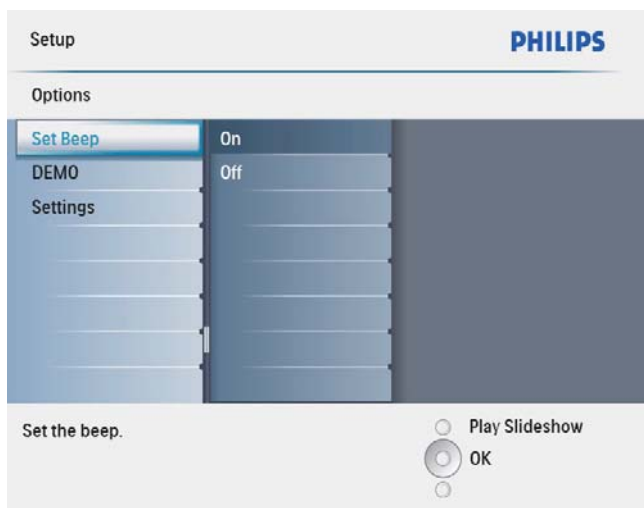 Setup
PHILIPS
Options
Set Beep
On
DEMO
Off
Settings
Set the beep.
Play Slideshow
OK